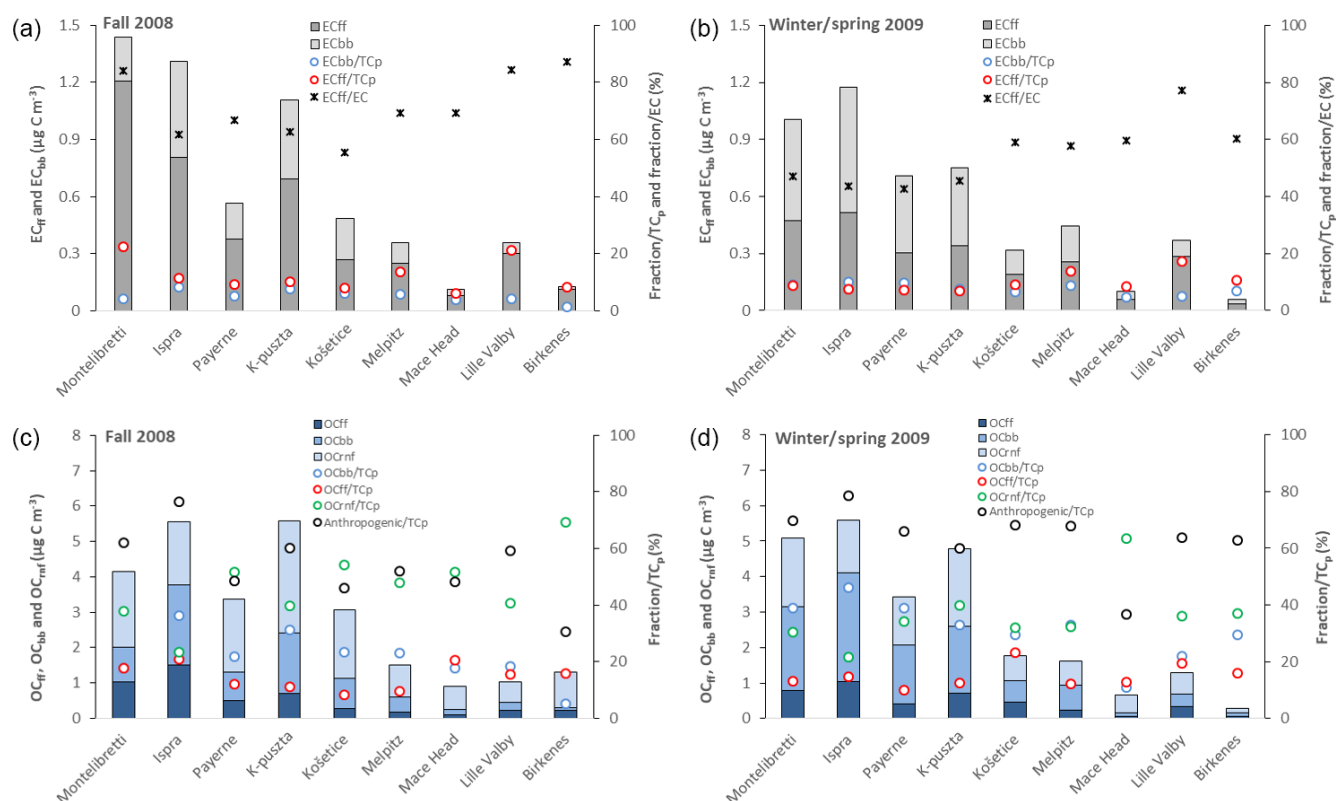 (a)
Fall 2008
ECff
ECbb
ECbb/TCp
ECff/TCp
ECff/EC
1.5
1.2
0.9
0.6
0.3
0
ECff and ECbb (µg C m-3)
100
80
60
40
20
0
Fraction/TCp and fraction/EC (%)
Montelibretti
Ispra
Payerne
K-puszta
Košetice
Melpitz
Mace Head
Lille Valby
Birkenes
(b)
Winter/spring 2009
ECff
ECbb
ECbb/TCp
ECff/TCp
ECff/EC
1.5
1.2
0.9
0.6
0.3
0
ECff and ECbb (µg C m-3)
100
80
60
40
20
0
Fraction/TCp and fraction/EC (%)
Montelibretti
Ispra
Payerne
K-puszta
Košetice
Melpitz
Mace Head
Lille Valby
Birkenes
(c)
Fall 2008
OCff
OCbb
OCrnf
OCbb/TCp
OCff/TCp
OCrnf/TCp
Anthropogenic/TCp
8
7
6
5
4
3
2
1
0
OCff, OCbb and OCrnf (µg C m-3)
100
80
60
40
20
0
Fraction/TCp (%)
Montelibretti
Ispra
Payerne
K-puszta
Košetice
Melpitz
Mace Head
Lille Valby
Birkenes
(d)
Winter/spring 2009
OCff
OCbb
OCrnf
OCbb/TCp
OCff/TCp
OCrnf/TCp
Anthropogenic/TCp
8
7
6
5
4
3
2
1
0
OCff, OCbb and OCrnf (µg C m-3)
100
80
60
40
20
0
Fraction/TCp (%)
Montelibretti
Ispra
Payerne
K-puszta
Košetice
Melpitz
Mace Head
Lille Valby
Birkenes